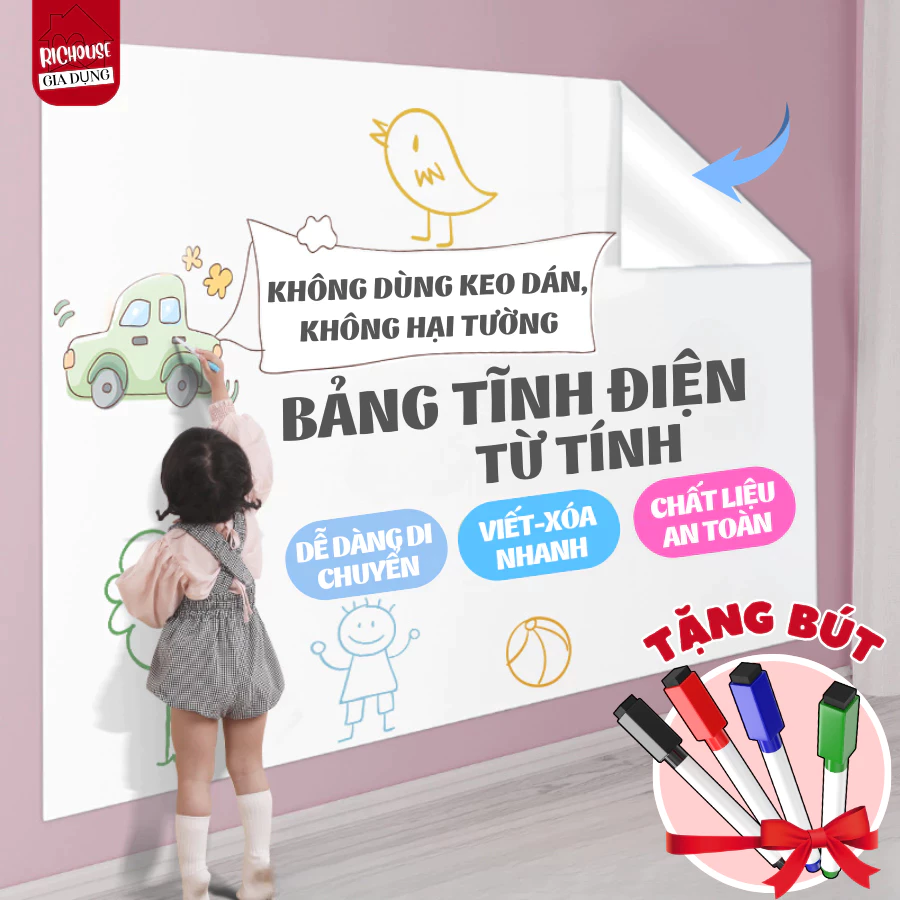 RICHOUSE
GIA DỤNG
KHÔNG DÙNG KEO DÁN,
KHÔNG HẠI TƯỜNG
BẢNG TĨNH ĐIỆN
TỪ TÍNH
DỄ DÀNG DI
CHUYỂN
VIẾT-XÓA
NHANH
CHẤT LIỆU
AN TOÀN
TẶNG BÚT